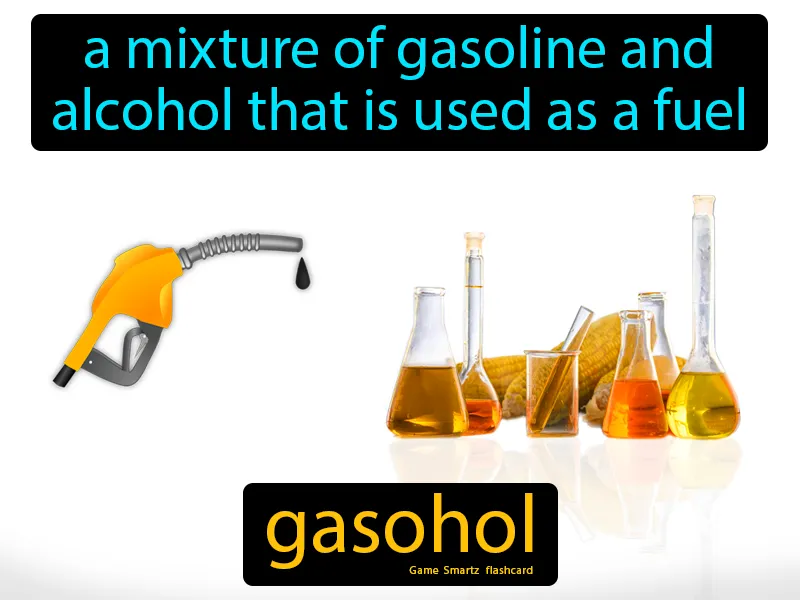 a mixture of gasoline and
alcohol that is used as a fuel
gasohol
Game Smartz flashcard